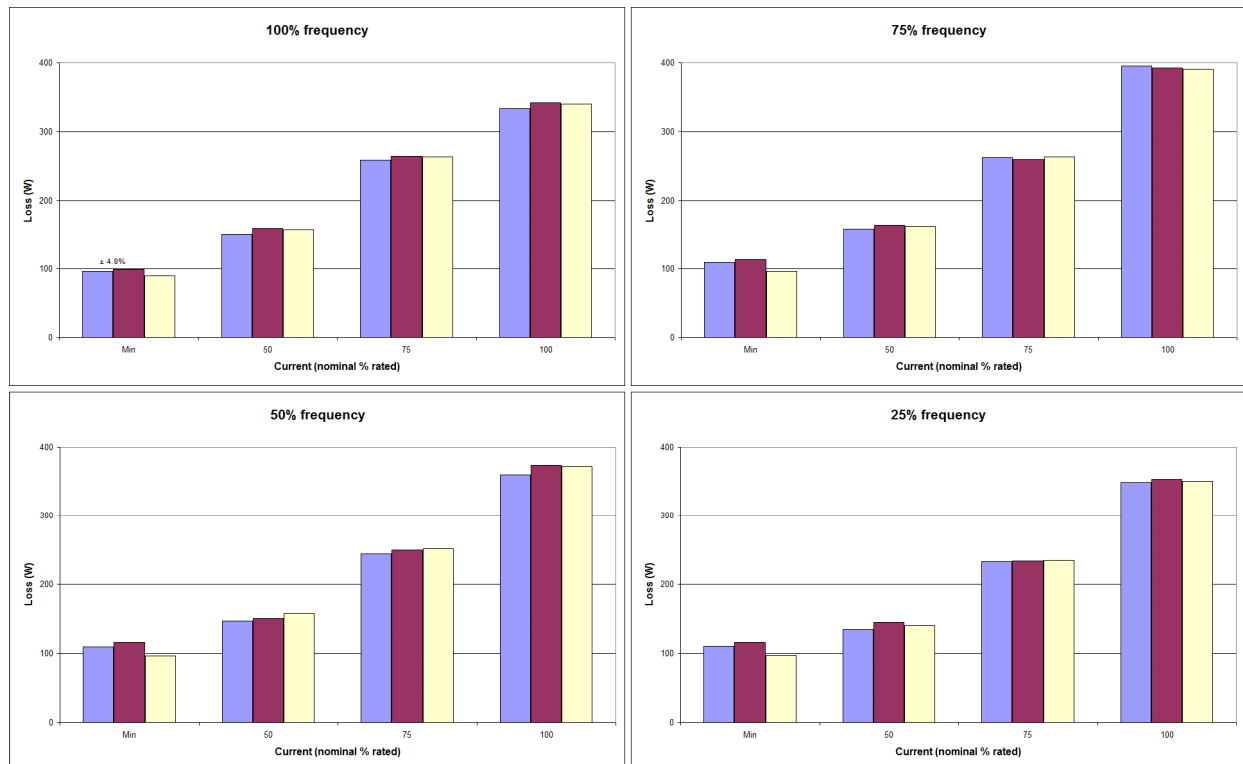 100% frequency
400
300
200
100
0
Loss (W)
± 4.8%
Min 50 75 100
Current (nominal % rated)
75% frequency
400
300
200
100
0
Loss (W)
Min 50 75 100
Current (nominal % rated)
50% frequency
400
300
200
100
0
Loss (W)
Min 50 75 100
Current (nominal % rated)
25% frequency
400
300
200
100
0
Loss (W)
Min 50 75 100
Current (nominal % rated)